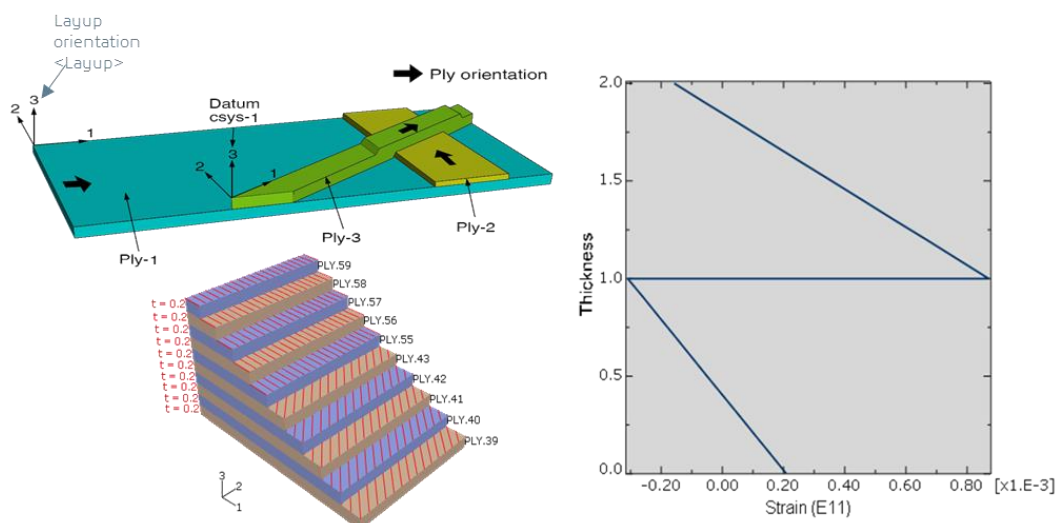 Layup
orientation
<Layup>
3
2
1
Ply orientation
Datum
csys-1
3
2
1
Ply-1
Ply-3
Ply-2
PLY.59
PLY.58
PLY.57
PLY.56
PLY.55
PLY.43
PLY.42
PLY.41
PLY.40
PLY.39
t = 0.2
t = 0.2
t = 0.2
t = 0.2
t = 0.2
t = 0.2
t = 0.2
t = 0.2
t = 0.2
t = 0.2
3
2
1
2.0
1.5
1.0
0.5
0.0
Thickness
-0.20 0.00 0.20 0.40 0.60 0.80 [x1.E-3]
Strain (E11)